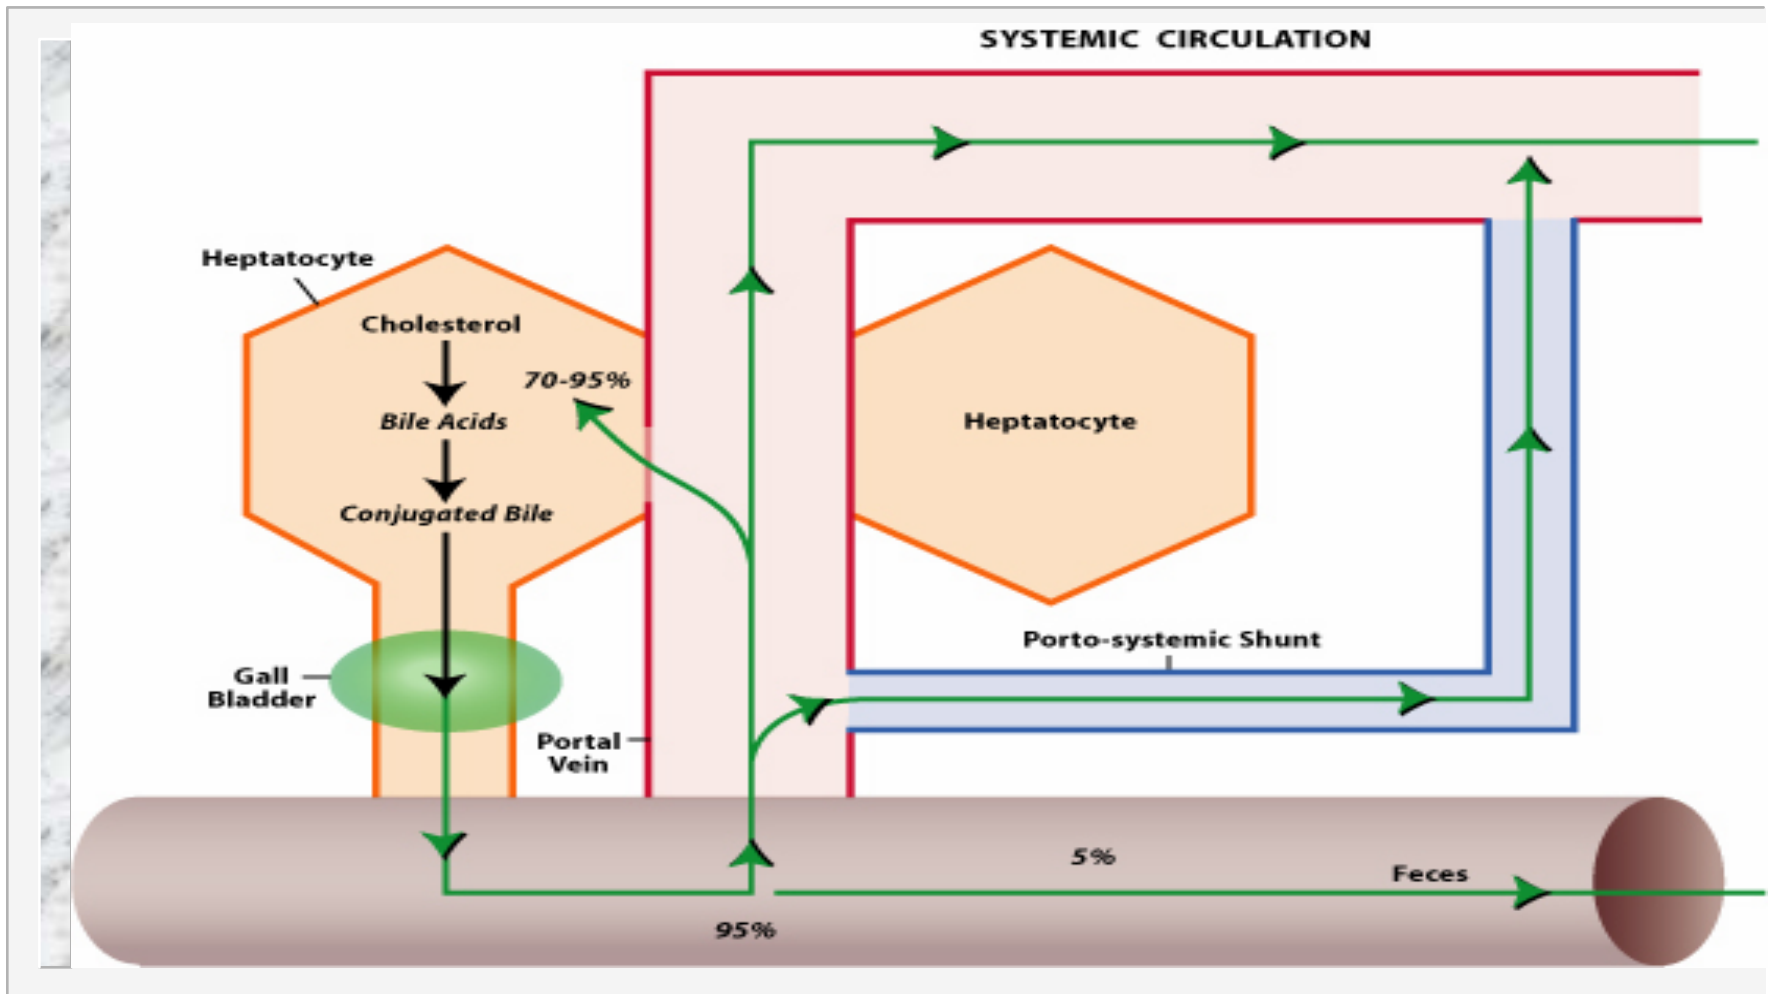 SYSTEMIC CIRCULATION
Heptatocyte
Cholesterol
70-95%
Bile Acids
Heptatocyte
Conjugated Bile
Porto-systemic Shunt
Gall
Bladder
Portal
Vein
5%
Feces
95%